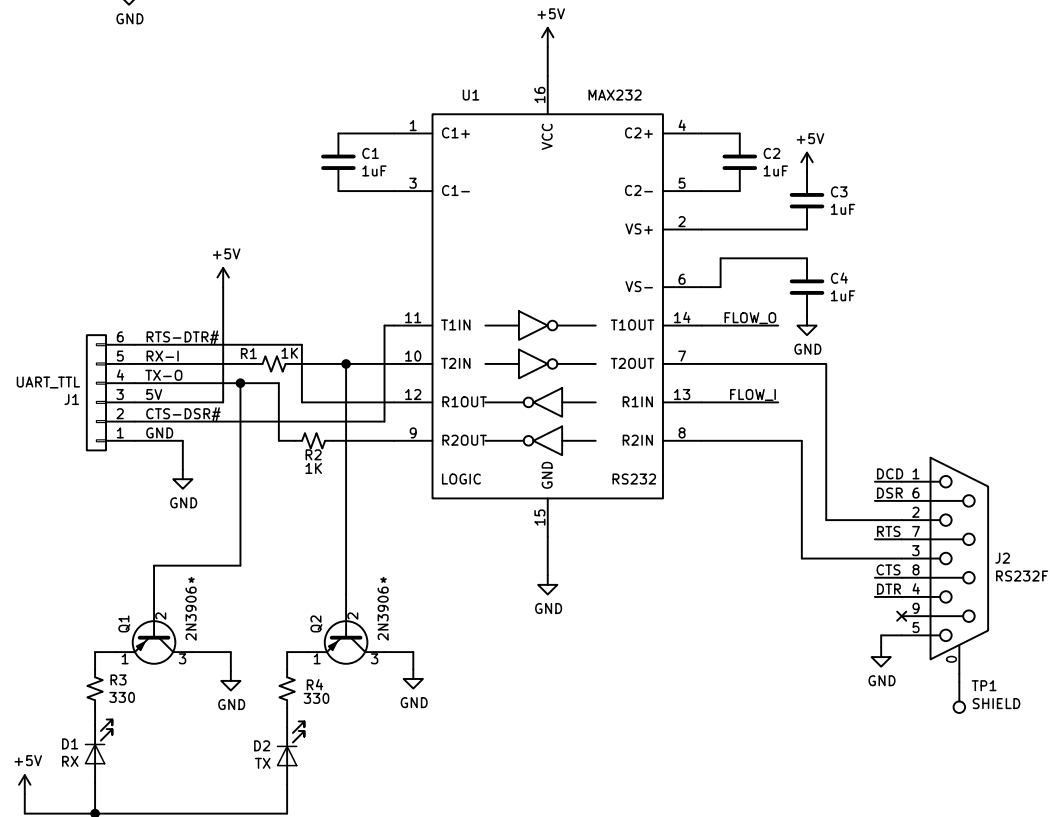 GND
+5V
U1
16
MAX232
VCC
1
C1+
C2+
4
+5V
C1
1uF
C2
1uF
3
C1-
C2-
5
C3
1uF
VS+
2
+5V
VS-
6
C4
1uF
11
T1IN
T1OUT
14
FLOW_O
GND
6
RTS-DTR#
5
RX-I
R1
1K
10
T2IN
T2OUT
7
UART_TTL
J1
4
TX-O
3
5V
12
R1OUT
R1IN
13
FLOW_I
2
CTS-DSR#
1
GND
R2
1K
9
R2OUT
R2IN
8
GND
LOGIC
GND
RS232
15
GND
DCD 1
DSR 6
2
RTS 7
3
J2
RS232F
CTS 8
DTR 4
9
5
GND
0
TP1
SHIELD
Q1
2
2N3906*
1
3
R3
330
GND
Q2
2
2N3906*
1
3
R4
330
GND
D1
RX
D2
TX
+5V